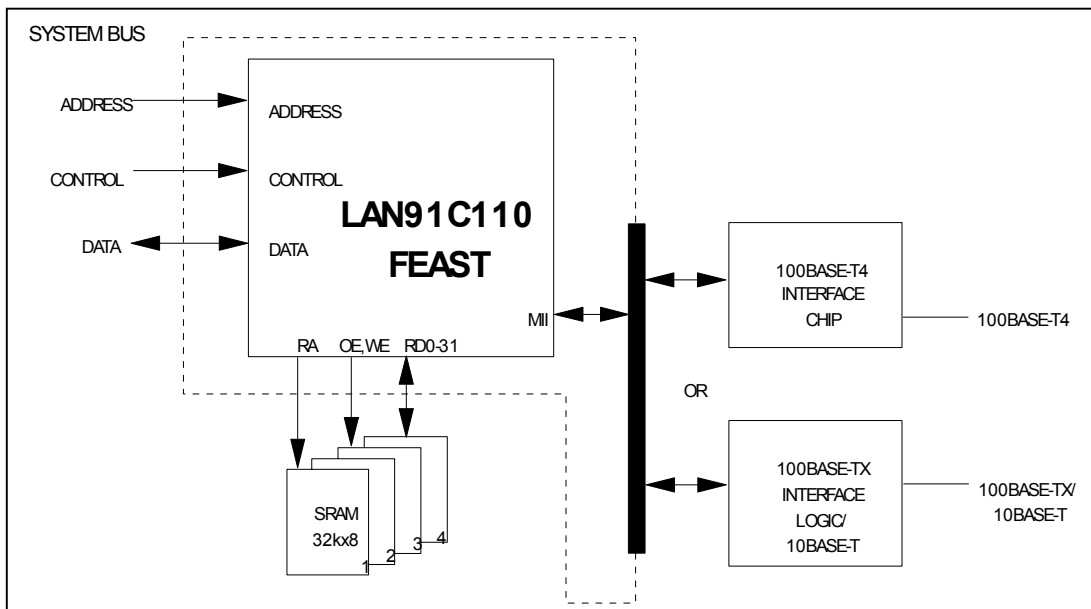 SYSTEM BUS
ADDRESS
ADDRESS
CONTROL
CONTROL
DATA
DATA
LAN91C110
FEAST
MII
RA
OE,WE
RD0-31
SRAM
32kx8
1
2
3
4
100BASE-T4
INTERFACE
CHIP
100BASE-T4
OR
100BASE-TX
INTERFACE
LOGIC/
10BASE-T
100BASE-TX/
10BASE-T